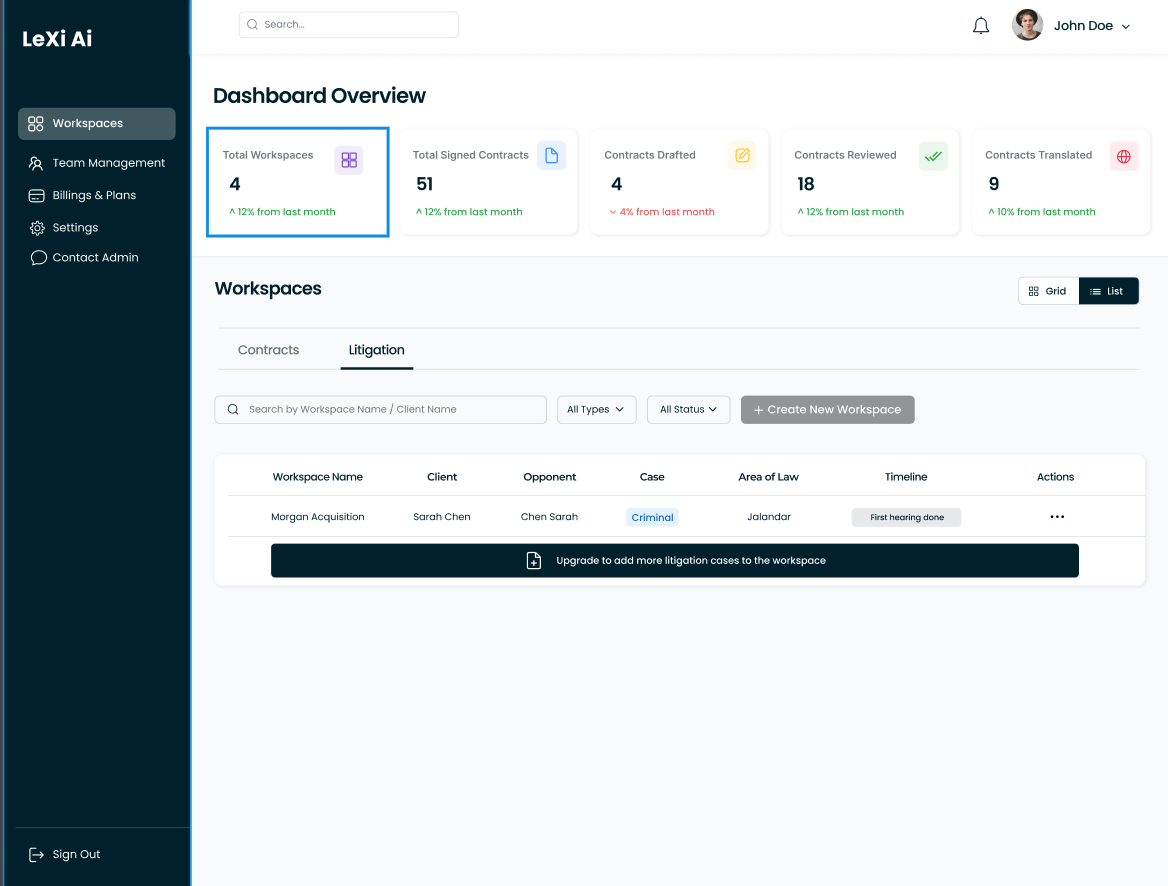 LeXi Ai
Search...
John Doe
Workspaces
Team Management
Billings & Plans
Settings
Contact Admin
Sign Out
Dashboard Overview
Total Workspaces
4
^ 12% from last month
Total Signed Contracts
51
^ 12% from last month
Contracts Drafted
4
4% from last month
Contracts Reviewed
18
^ 12% from last month
Contracts Translated
9
^ 10% from last month
Workspaces
Grid List
Contracts Litigation
Search by Workspace Name / Client Name
All Types
All Status
+ Create New Workspace
Workspace Name Client Opponent Case Area of Law Timeline Actions
Morgan Acquisition Sarah Chen Chen Sarah Criminal Jalandar First hearing done ...
Upgrade to add more litigation cases to the workspace